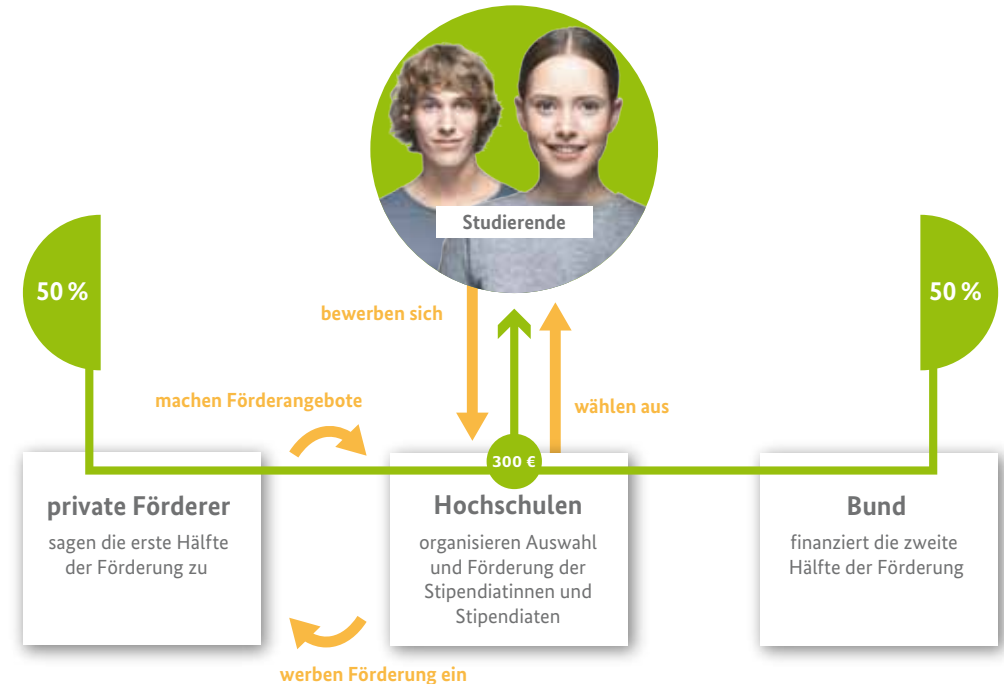 Studierende
50 %
50 %
bewerben sich
machen Förderangebote
wählen aus
300 €
private Förderer
sagen die erste Hälfte
der Förderung zu
Hochschulen
organisieren Auswahl
und Förderung der
Stipendiatinnen und
Stipendiaten
Bund
finanziert die zweite
Hälfte der Förderung
werben Förderung ein